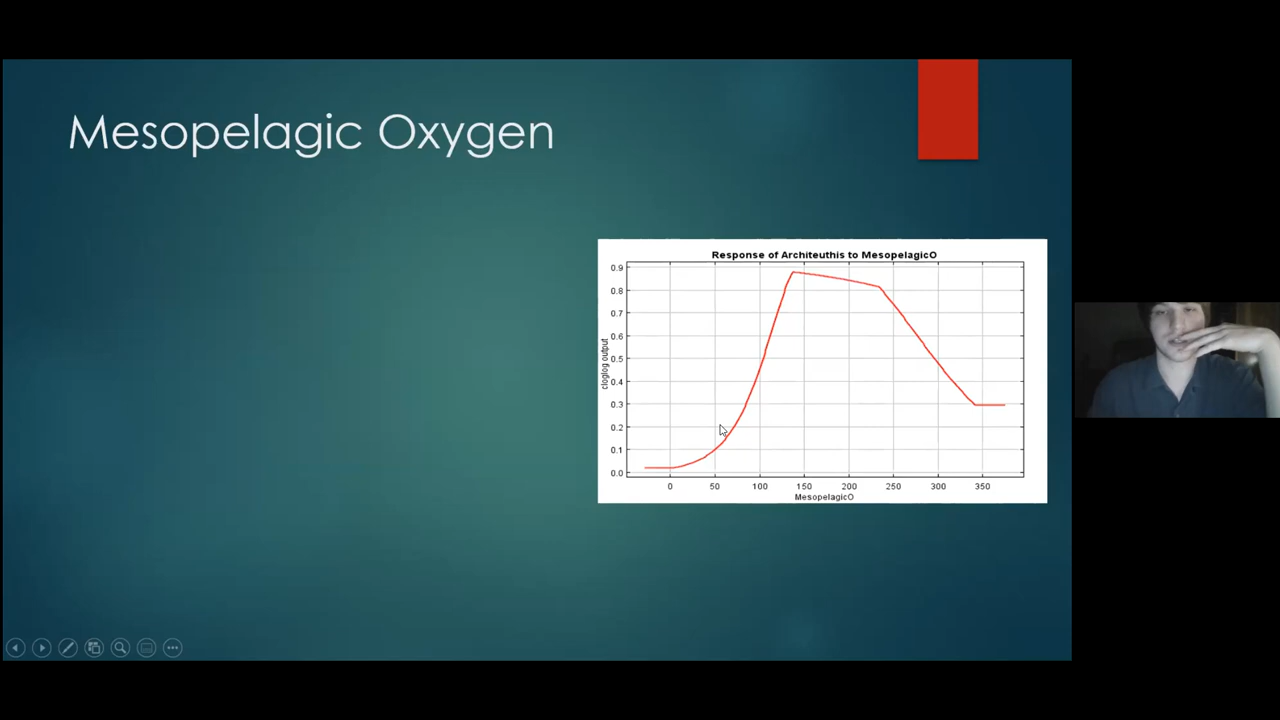 Mesopelagic Oxygen
Response of Architeuthis to MesopelagicO
cloglog output
0.9
0.8
0.7
0.6
0.5
0.4
0.3
0.2
0.1
0.0
0 50 100 150 200 250 300 350
MesopelagicO